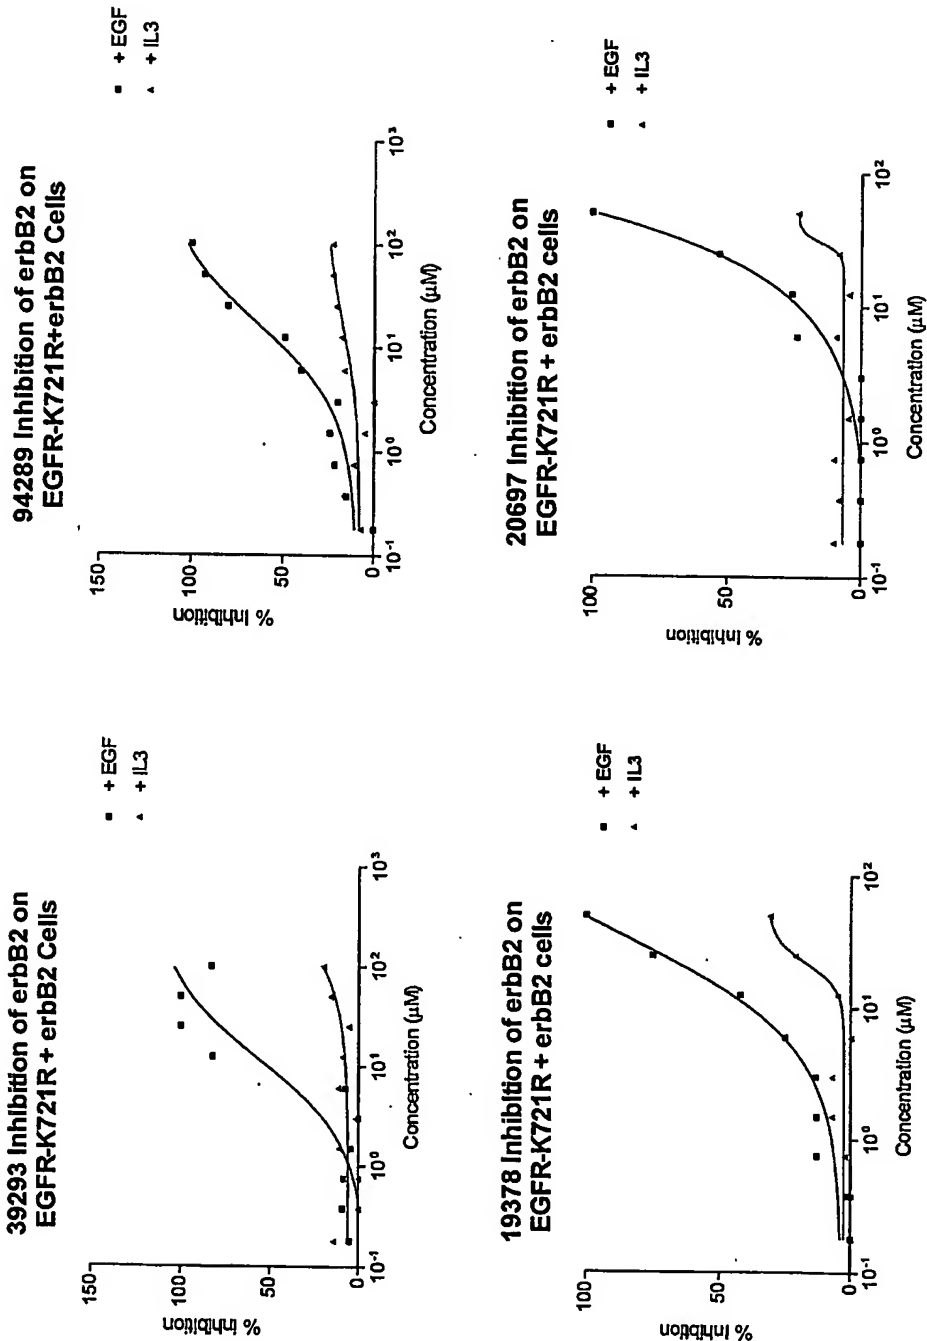 39293 Inhibition of erbB2 on
EGFR-K721R + erbB2 Cells
+ EGF
+ IL3
150
100
50
0
% Inhibition
10⁻¹ 10⁰ 10¹ 10² 10³
Concentration (µM)
94289 Inhibition of erbB2 on
EGFR-K721R+erbB2 Cells
+ EGF
+ IL3
150
100
50
0
% Inhibition
10⁻¹ 10⁰ 10¹ 10² 10³
Concentration (µM)
19378 Inhibition of erbB2 on
EGFR-K721R + erbB2 cells
+ EGF
+ IL3
100
50
0
% Inhibition
10⁻¹ 10⁰ 10¹ 10²
Concentration (µM)
20697 Inhibition of erbB2 on
EGFR-K721R + erbB2 cells
+ EGF
+ IL3
100
50
0
% Inhibition
10⁻¹ 10⁰ 10¹ 10²
Concentration (µM)